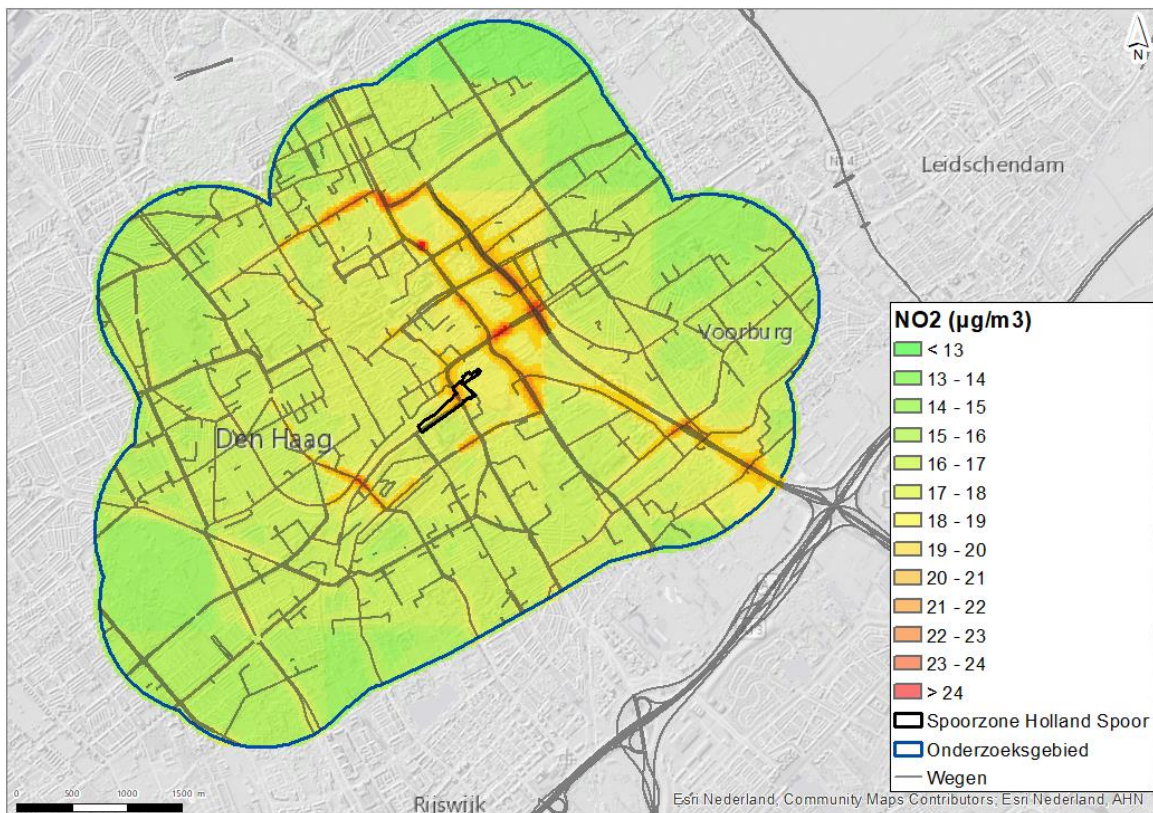 N
Leidschendam
Voorburg
Den Haag
Rijswijk
NO2 (µg/m3)
< 13
13 - 14
14 - 15
15 - 16
16 - 17
17 - 18
18 - 19
19 - 20
20 - 21
21 - 22
22 - 23
23 - 24
> 24
Spoorzone Holland Spoor
Onderzoeksgebied
Wegen
0 500 1000 1500 m
Esri Nederland, Community Maps Contributors, Esri Nederland, AHN